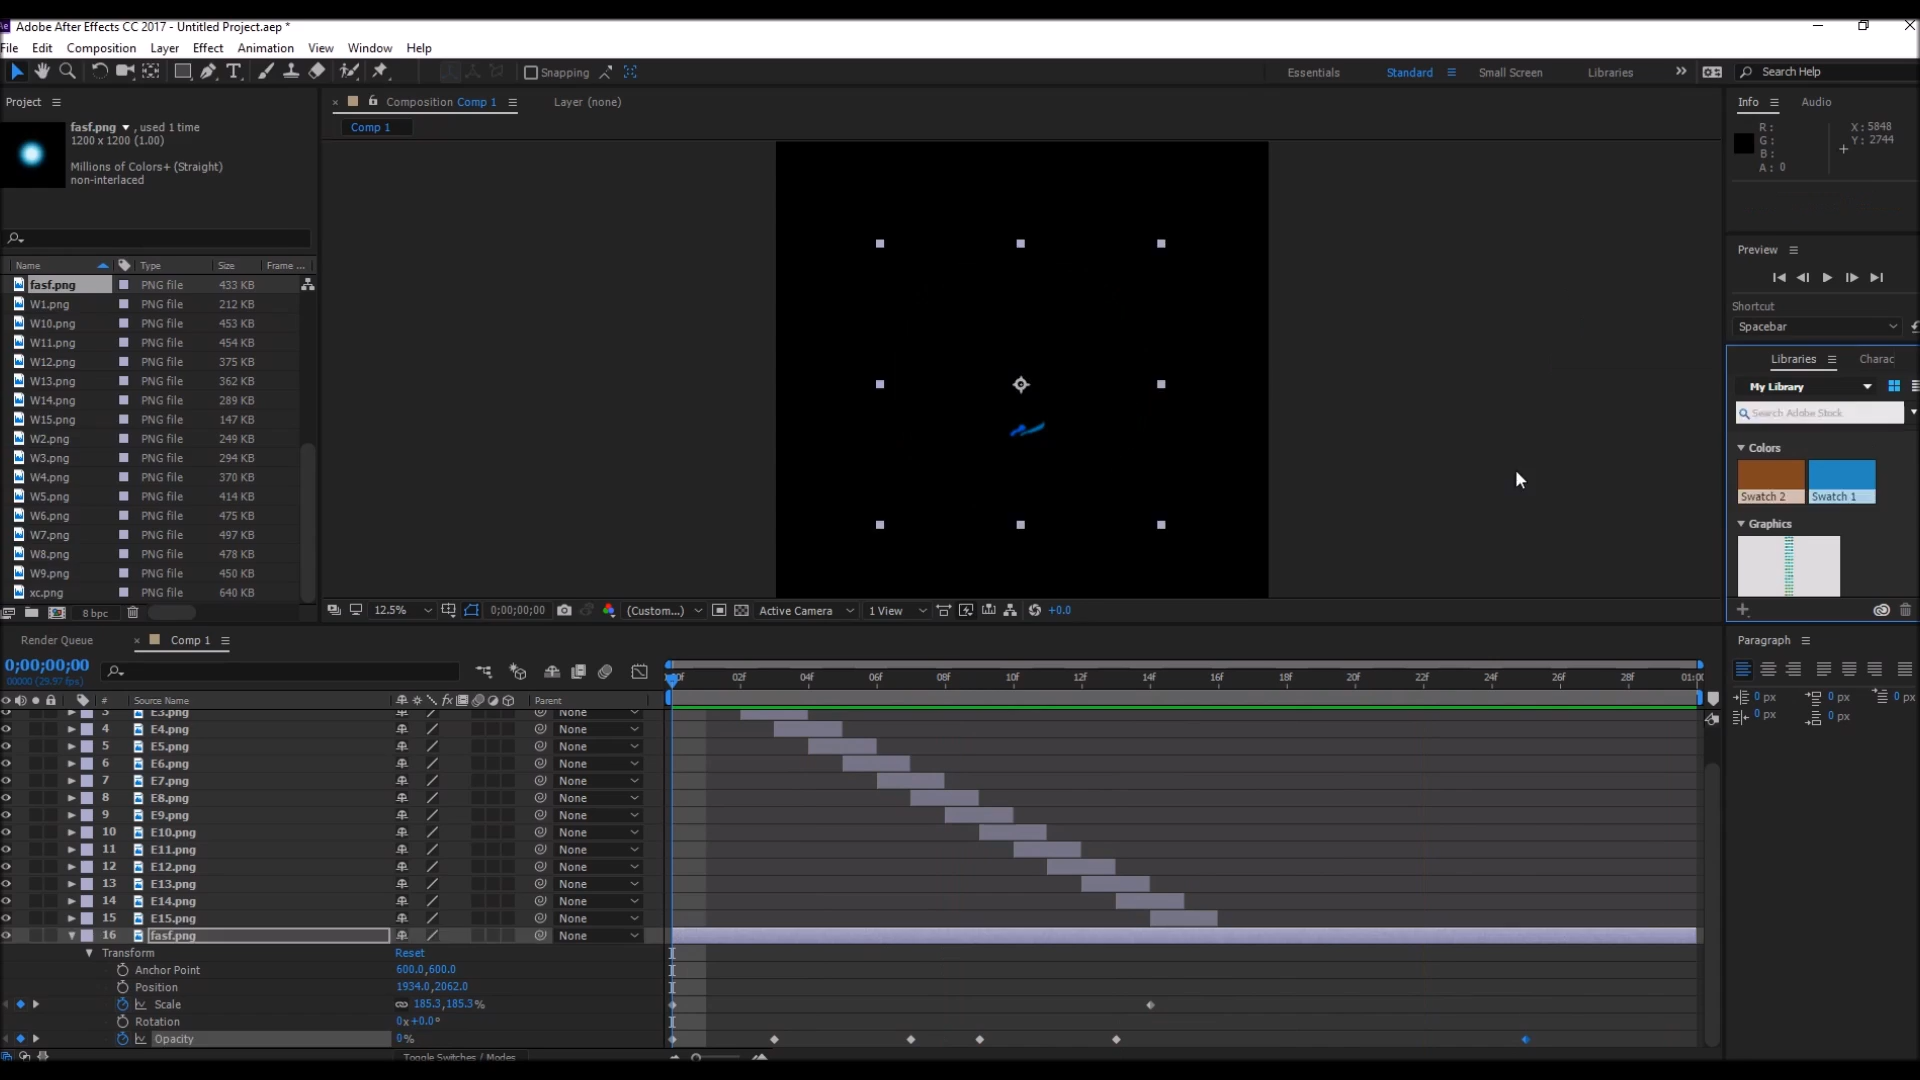 Adobe After Effects CC 2017 - Untitled Project.aep *
File Edit Composition Layer Effect Animation View Window Help
Snapping Essentials Standard Small Screen Libraries Search Help
Project
Composition Comp 1
Layer (none)
Info Audio
fasf.png , used 1 time
1200 x 1200 (1.00)
Millions of Colors+ (Straight)
non-interlaced
Comp 1
R:
G:
B:
A: 0
X: 5848
Y: 2744
Preview
Shortcut
Spacebar
Name Type Size Frame ...
fasf.png PNG file 433 KB
W1.png PNG file 212 KB
W10.png PNG file 453 KB
W11.png PNG file 454 KB
W12.png PNG file 375 KB
W13.png PNG file 362 KB
W14.png PNG file 289 KB
W15.png PNG file 147 KB
W2.png PNG file 249 KB
W3.png PNG file 294 KB
W4.png PNG file 370 KB
W5.png PNG file 414 KB
W6.png PNG file 475 KB
W7.png PNG file 497 KB
W8.png PNG file 478 KB
W9.png PNG file 450 KB
xc.png PNG file 640 KB
8 bpc
Libraries Charac
My Library
Search Adobe Stock
Colors
Swatch 2 Swatch 1
Graphics
12.5% 0;00;00;00 (Custom...) Active Camera 1 View +0.0
Render Queue Comp 1
Paragraph
0;00;00;00
00000 (29.97 fps)
:00f 02f 04f 06f 08f 10f 12f 14f 16f 18f 20f 22f 24f 26f 28f 01:00
# Source Name fx Parent
0 px 0 px 0 px
0 px 0 px
3 E3.png None
4 E4.png None
5 E5.png None
6 E6.png None
7 E7.png None
8 E8.png None
9 E9.png None
10 E10.png None
11 E11.png None
12 E12.png None
13 E13.png None
14 E14.png None
15 E15.png None
16 fasf.png None
Transform Reset
Anchor Point 600.0,600.0
Position 1934.0,2062.0
Scale 185.3,185.3%
Rotation 0x+0.0°
Opacity 0%
Toggle Switches / Modes